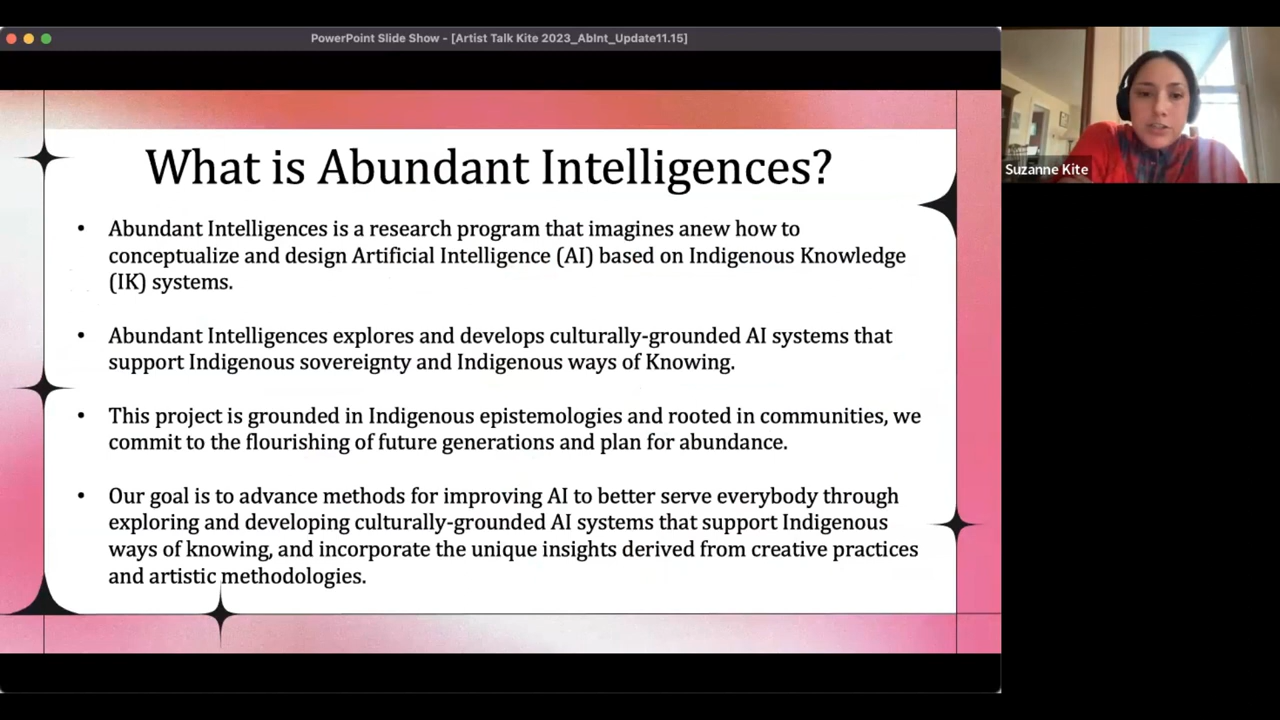 PowerPoint Slide Show - [Artist Talk Kite 2023_AbInt_Update11.15]
What is Abundant Intelligences?
• Abundant Intelligences is a research program that imagines anew how to
conceptualize and design Artificial Intelligence (AI) based on Indigenous Knowledge
(IK) systems.
• Abundant Intelligences explores and develops culturally-grounded AI systems that
support Indigenous sovereignty and Indigenous ways of Knowing.
• This project is grounded in Indigenous epistemologies and rooted in communities, we
commit to the flourishing of future generations and plan for abundance.
• Our goal is to advance methods for improving AI to better serve everybody through
exploring and developing culturally-grounded AI systems that support Indigenous
ways of knowing, and incorporate the unique insights derived from creative practices
and artistic methodologies.
Suzanne Kite